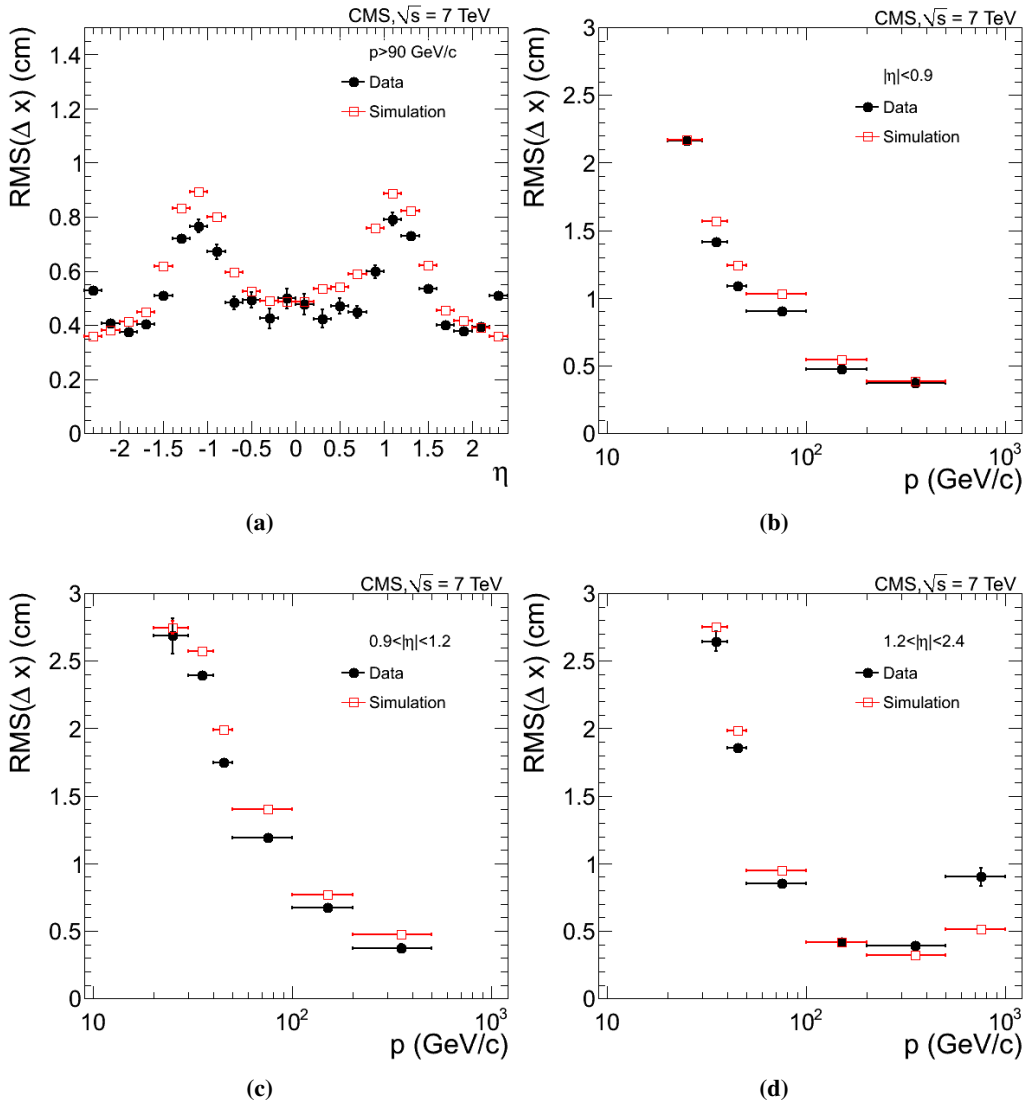 CMS, √s = 7 TeV
RMS(Δ x) (cm)
p>90 GeV/c
Data
Simulation
1.4
1.2
1
0.8
0.6
0.4
0.2
0
-2 -1.5 -1 -0.5 0 0.5 1 1.5 2
η
(a)
CMS, √s = 7 TeV
RMS(Δ x) (cm)
|η|<0.9
Data
Simulation
3
2.5
2
1.5
1
0.5
0
10 10² 10³
p (GeV/c)
(b)
CMS, √s = 7 TeV
RMS(Δ x) (cm)
0.9<|η|<1.2
Data
Simulation
3
2.5
2
1.5
1
0.5
0
10 10² 10³
p (GeV/c)
(c)
CMS, √s = 7 TeV
RMS(Δ x) (cm)
1.2<|η|<2.4
Data
Simulation
3
2.5
2
1.5
1
0.5
0
10 10² 10³
p (GeV/c)
(d)